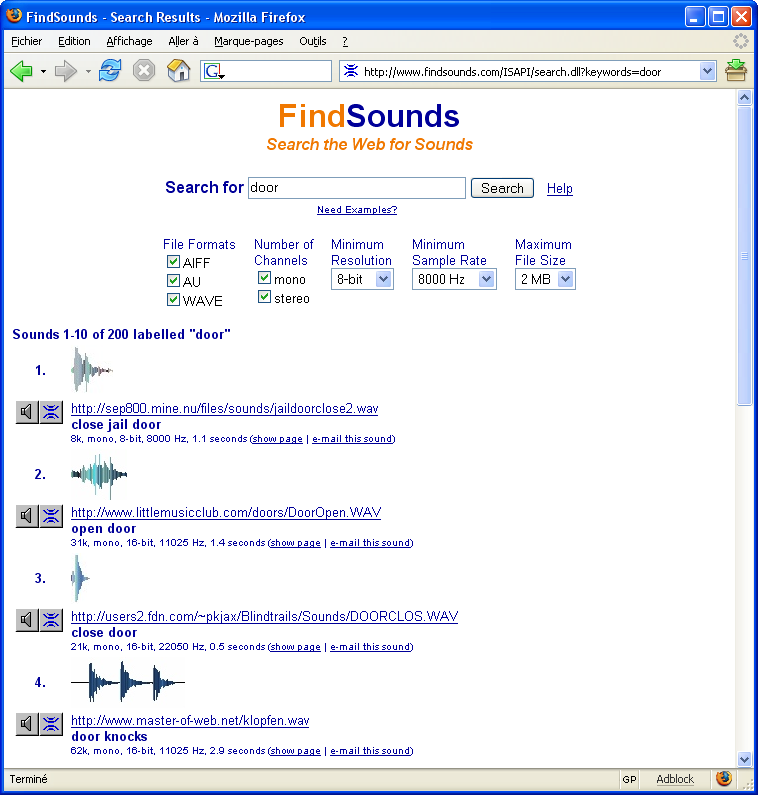 FindSounds - Search Results - Mozilla Firefox
Fichier Edition Affichage Aller à Marque-pages Outils ?
G http://www.findsounds.com/ISAPI/search.dll?keywords=door
FindSounds
Search the Web for Sounds
Search for door Search Help
Need Examples?
File Formats Number of Minimum Minimum Maximum
Channels Resolution Sample Rate File Size
AIFF mono 8-bit 8000 Hz 2 MB
AU stereo
WAVE
Sounds 1-10 of 200 labelled "door"
1.
http://sep800.mine.nu/files/sounds/jaildoorclose2.wav
close jail door
8k, mono, 8-bit, 8000 Hz, 1.1 seconds (show page | e-mail this sound)
2.
http://www.littlemusicclub.com/doors/DoorOpen.WAV
open door
31k, mono, 16-bit, 11025 Hz, 1.4 seconds (show page | e-mail this sound)
3.
http://users2.fdn.com/~pkjax/Blindtrails/Sounds/DOORCLOS.WAV
close door
21k, mono, 16-bit, 22050 Hz, 0.5 seconds (show page | e-mail this sound)
4.
http://www.master-of-web.net/klopfen.wav
door knocks
62k, mono, 16-bit, 11025 Hz, 2.9 seconds (show page | e-mail this sound)
Terminé GP Adblock